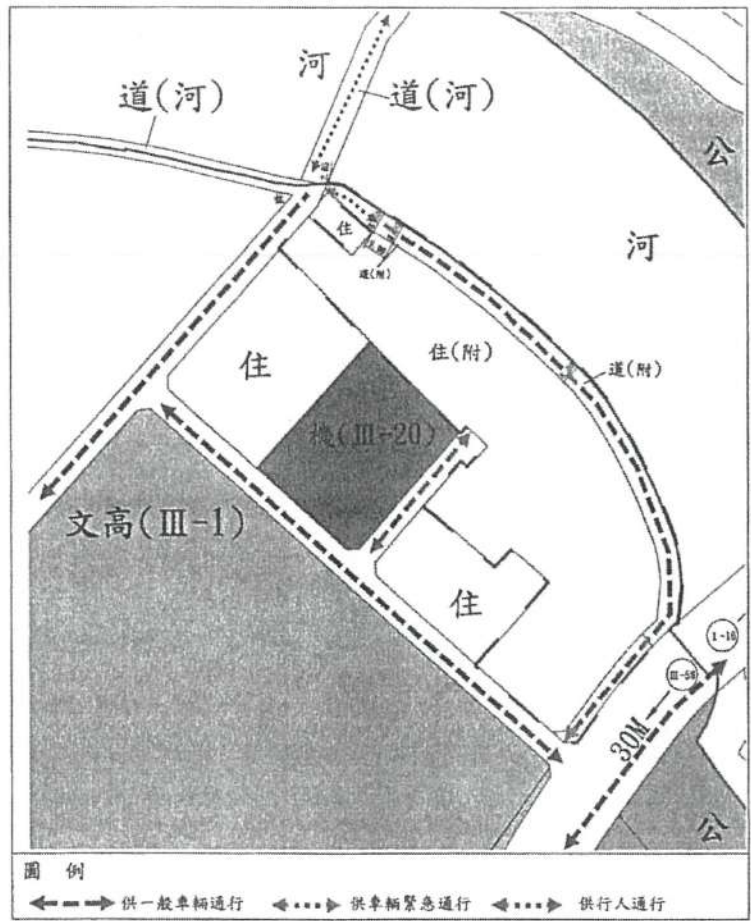 河
道(河)
道(河)
公
住
住
河
道(附)
住(附)
道(附)
住
機(III-20)
文高(III-1)
住
I-16
III-58
30M
公
圖 例
供一般車輛通行
供車輛緊急通行
供行人通行